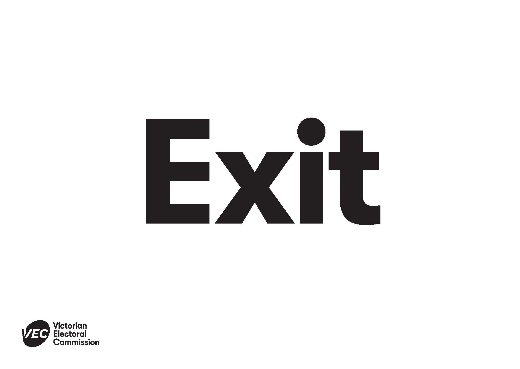 Exit
VEC
Victorian
Electoral
Commission